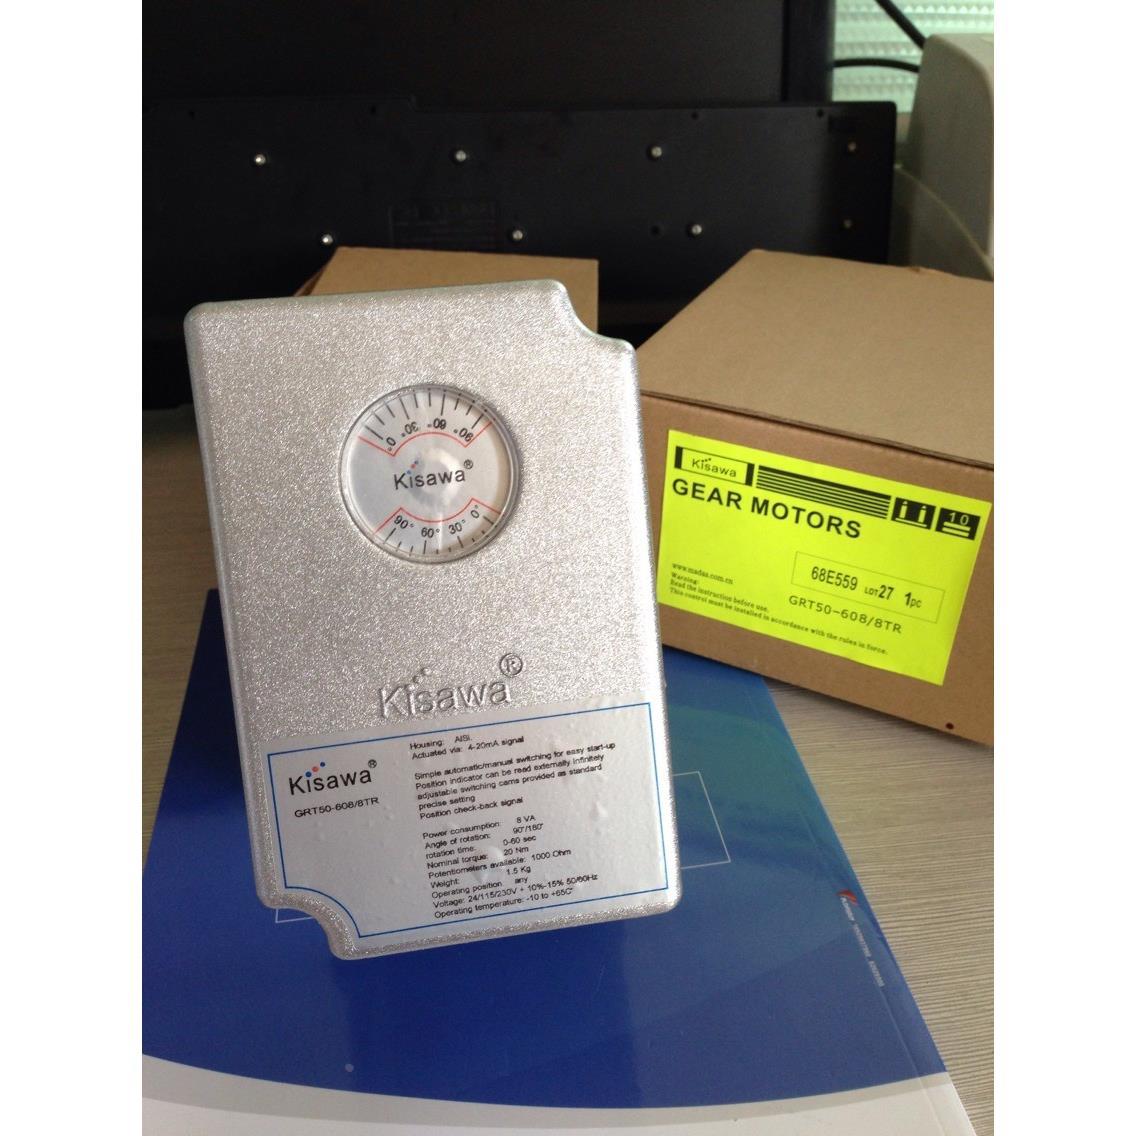 0° 30° 60° 90°
Kisawa®
90° 60° 30° 0°
Kisawa®
Kisawa®
GRT50-608/8TR
Housing: AlSi.
Actuated via: 4-20mA signal
Simple automatic/manual switching for easy start-up
Position indicator can be read externally Infinitely
adjustable switching cams provided as standard
precise setting
Position check-back signal
Power consumption: 8 VA
Angle of rotation: 90°/180°
rotation time: 0-60 sec
Nominal torque: 20 Nm
Potentiometers available: 1000 Ohm
Weight: 1.5 Kg
Operating position any
Voltage: 24/115/230V + 10%-15% 50/60Hz
Operating temperature: -10 to +65C°
Kisawa
GEAR MOTORS
10
68E559 LOT27 1pc
GRT50-608/8TR
www.madas.com.cn
Warning:
Read the instruction before use.
This control must be installed in accordance with the rules in force.